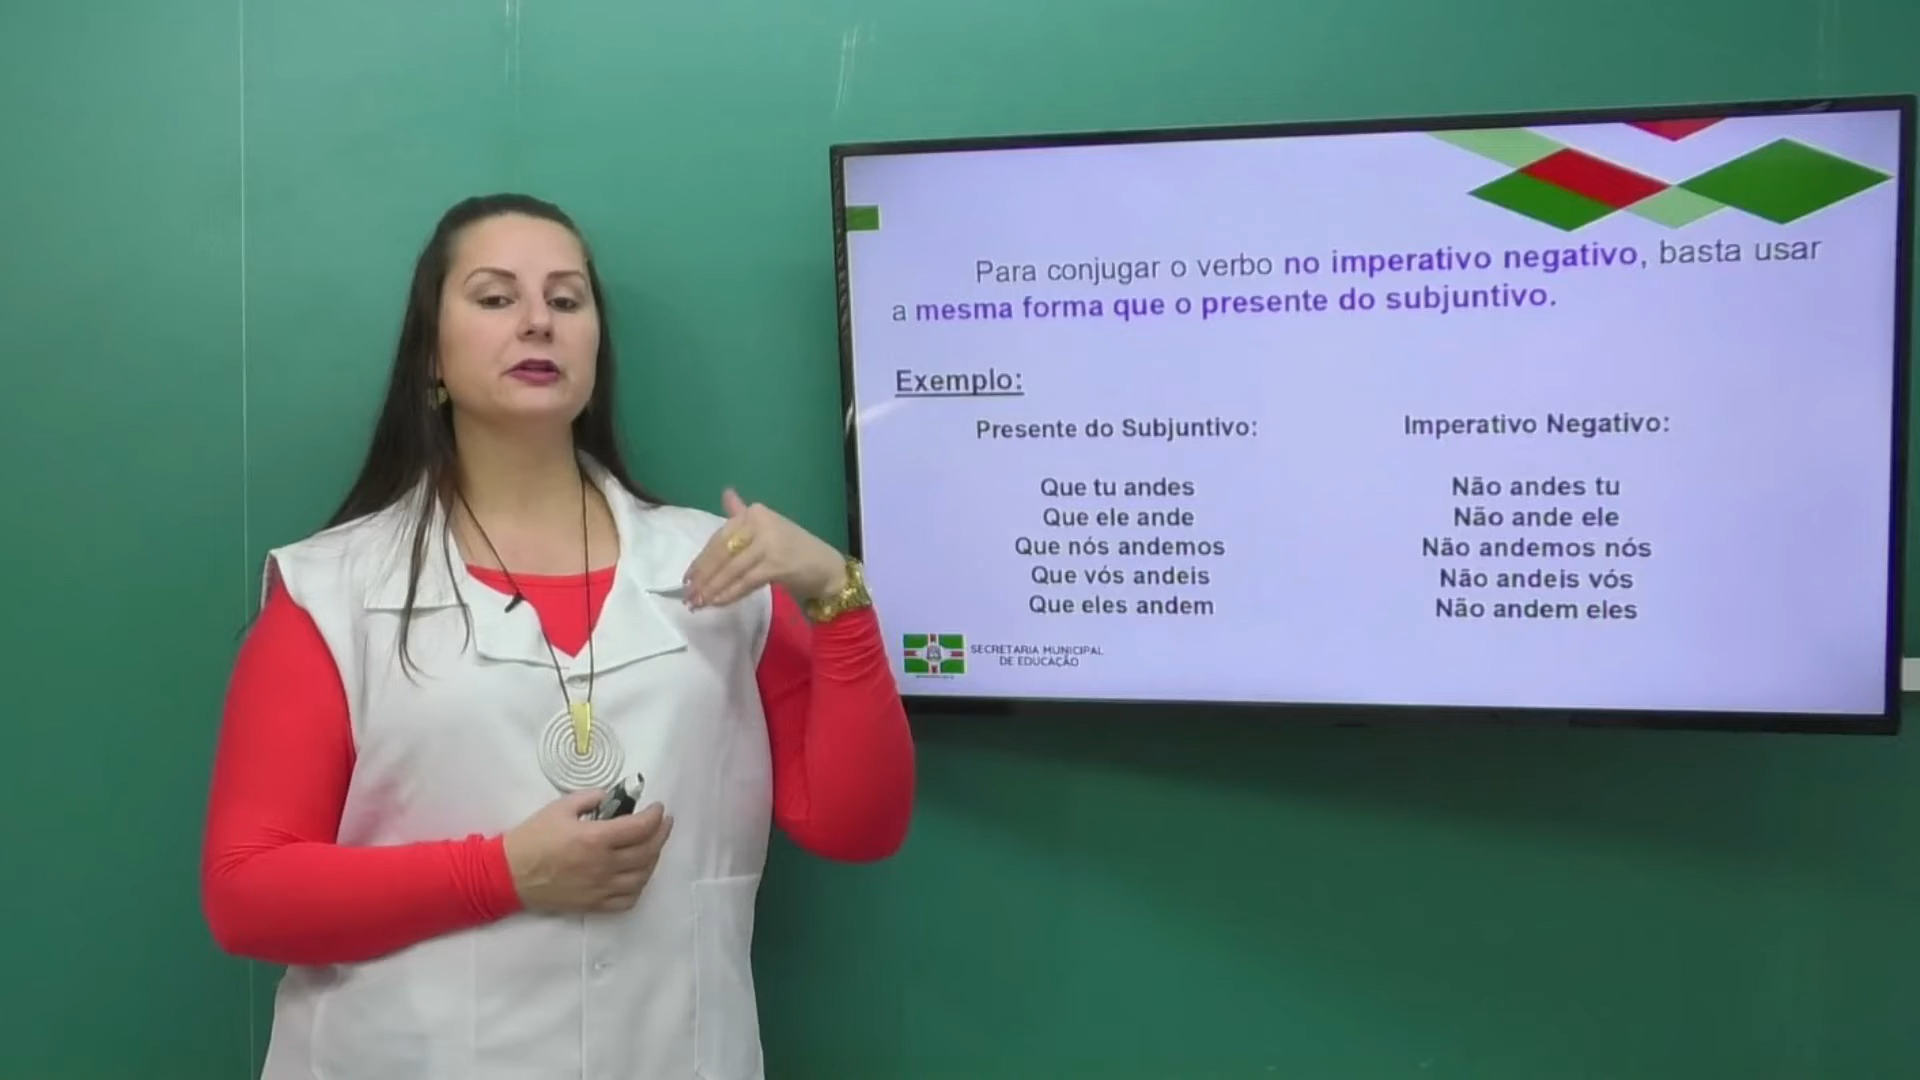 Para conjugar o verbo no imperativo negativo, basta usar
a mesma forma que o presente do subjuntivo.
Exemplo:
Presente do Subjuntivo:
Que tu andes
Que ele ande
Que nós andemos
Que vós andeis
Que eles andem
Imperativo Negativo:
Não andes tu
Não ande ele
Não andemos nós
Não andeis vós
Não andem eles
SECRETARIA MUNICIPAL
DE EDUCAÇÃO